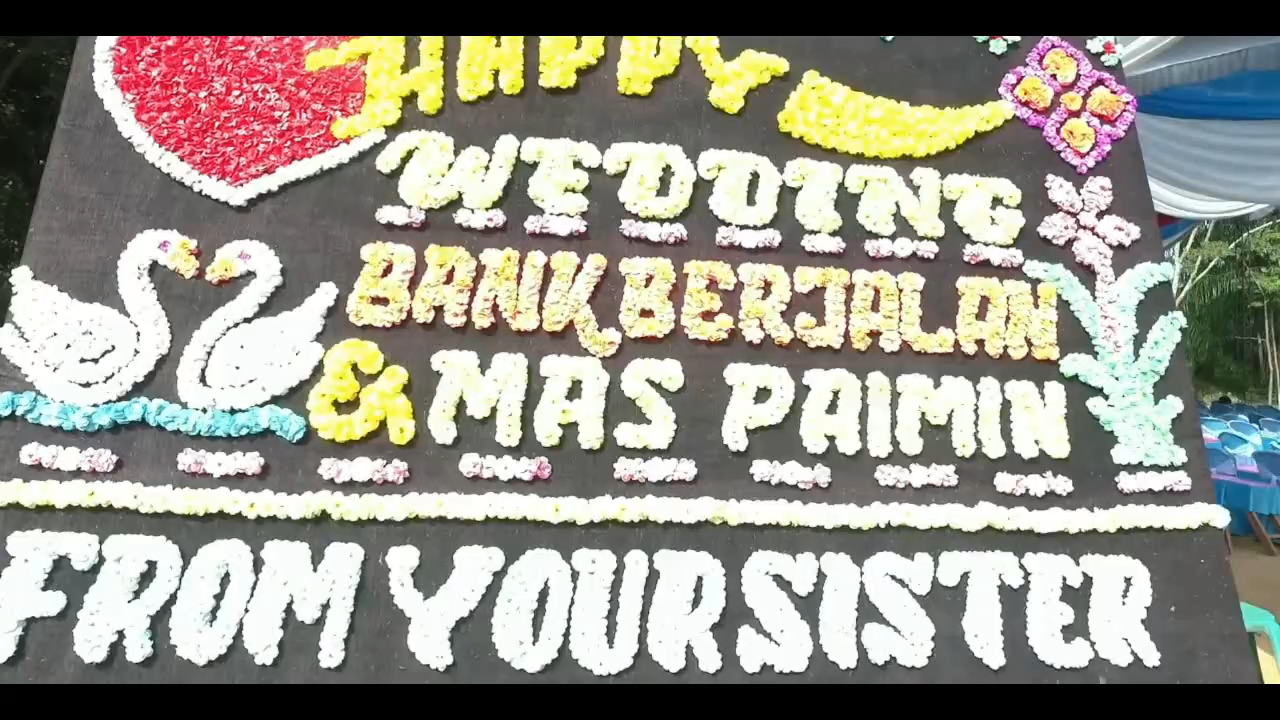 HAPPY
WEDDING
BANK BERJALAN
& MAS PAIMIN
FROM YOUR SISTER